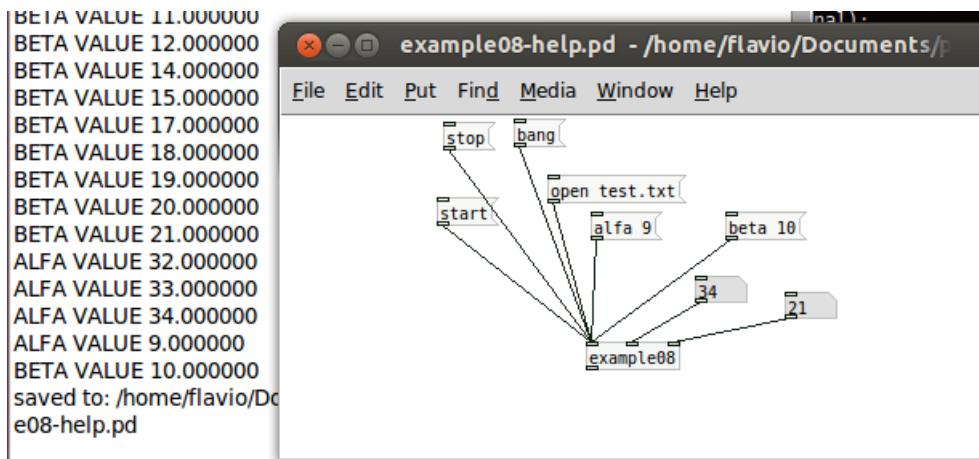 BETA VALUE 11.000000
BETA VALUE 12.000000
BETA VALUE 14.000000
BETA VALUE 15.000000
BETA VALUE 17.000000
BETA VALUE 18.000000
BETA VALUE 19.000000
BETA VALUE 20.000000
BETA VALUE 21.000000
ALFA VALUE 32.000000
ALFA VALUE 33.000000
ALFA VALUE 34.000000
ALFA VALUE 9.000000
BETA VALUE 10.000000
saved to: /home/flavio/Do
e08-help.pd
nal):
example08-help.pd - /home/flavio/Documents/p
File Edit Put Find Media Window Help
stop
bang
open test.txt
start
alfa 9
beta 10
34
21
example08